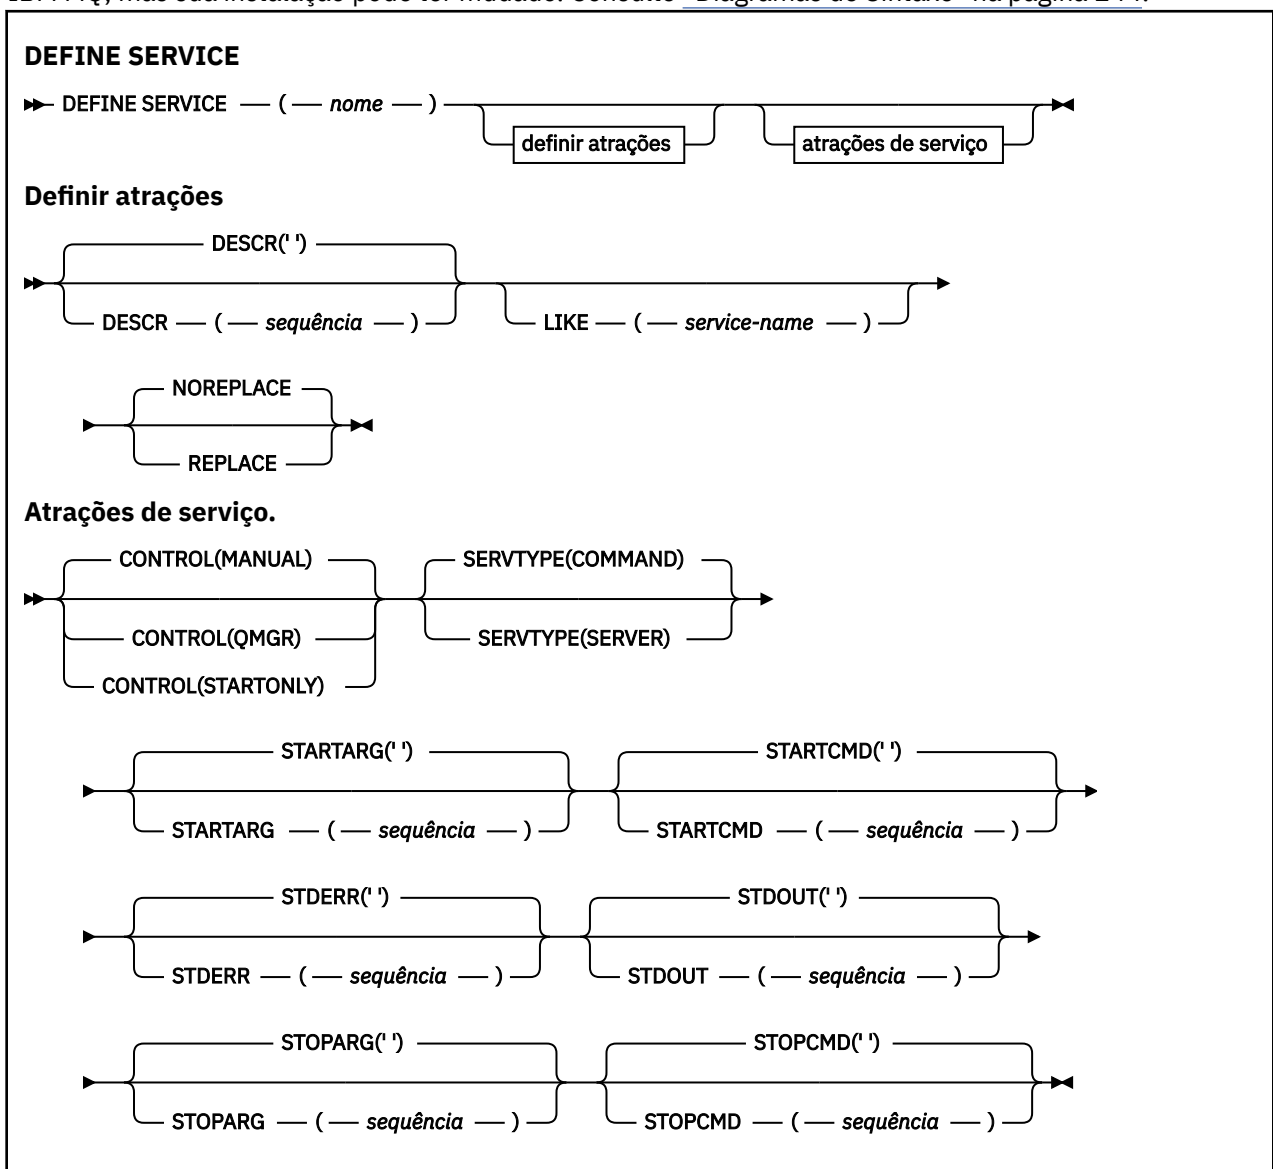 DEFINE SERVICE
DEFINE SERVICE ( nome )
definir atrações atrações de serviço
Definir atrações
DESCR(' ')
DESCR ( sequência ) LIKE ( service-name )
NOREPLACE
REPLACE
Atrações de serviço.
CONTROL(MANUAL) SERVTYPE(COMMAND)
CONTROL(QMGR) SERVTYPE(SERVER)
CONTROL(STARTONLY)
STARTARG(' ') STARTCMD(' ')
STARTARG ( sequência ) STARTCMD ( sequência )
STDERR(' ') STDOUT(' ')
STDERR ( sequência ) STDOUT ( sequência )
STOPARG(' ') STOPCMD(' ')
STOPARG ( sequência ) STOPCMD ( sequência )